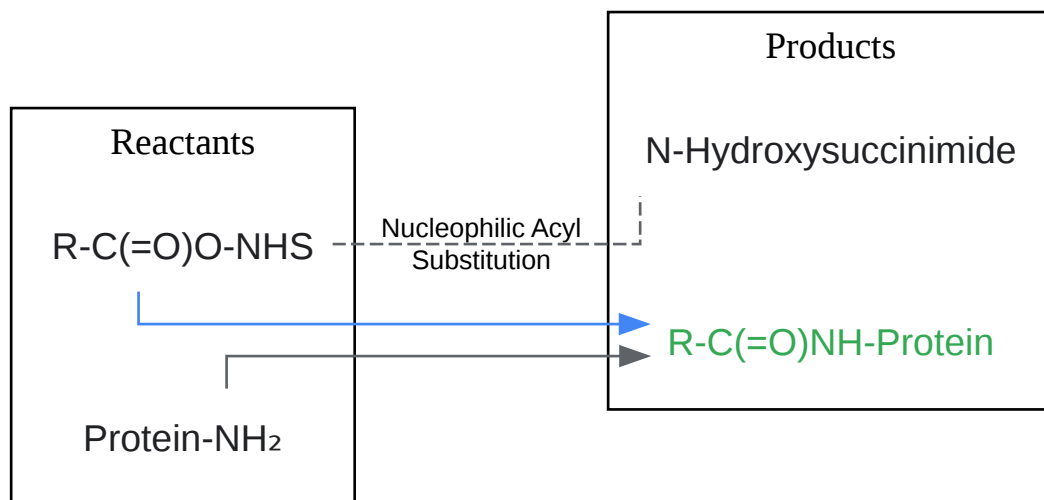 Reactants
R-C(=O)O-NHS
Protein-NH₂
Nucleophilic Acyl
Substitution
Products
N-Hydroxysuccinimide
R-C(=O)NH-Protein